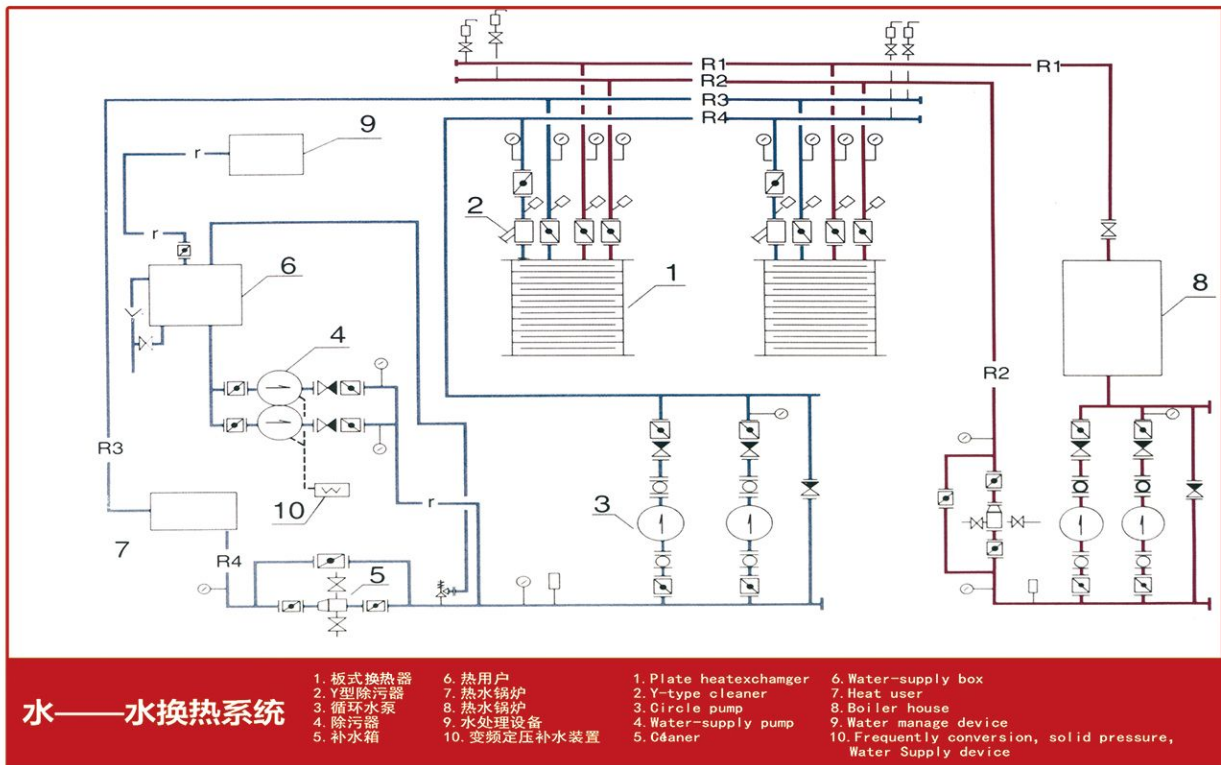 R1
R1
R2
R3
R4
9
r
r
2
6
1
8
4
R2
R3
10
r
3
7
R4
5
水——水换热系统
1. 板式换热器
2. Y型除污器
3. 循环水泵
4. 除污器
5. 补水箱
6. 热用户
7. 热水锅炉
8. 热水锅炉
9. 水处理设备
10. 变频定压补水装置
1. Plate heatexchamger
2. Y-type cleaner
3. Circle pump
4. Water-supply pump
6. Water-supply box
7. Heat user
8. Boiler house
9. Water manage device
10. Frequently conversion, solid pressure,
Water Supply device